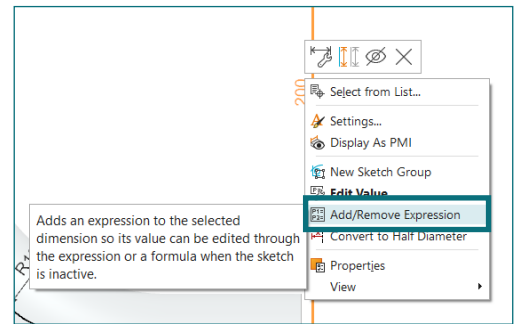 200
Select from List...
Settings...
Display As PMI
New Sketch Group
Edit Value
Add/Remove Expression
Convert to Half Diameter
Properties
View
Adds an expression to the selected
dimension so its value can be edited through
the expression or a formula when the sketch
is inactive.